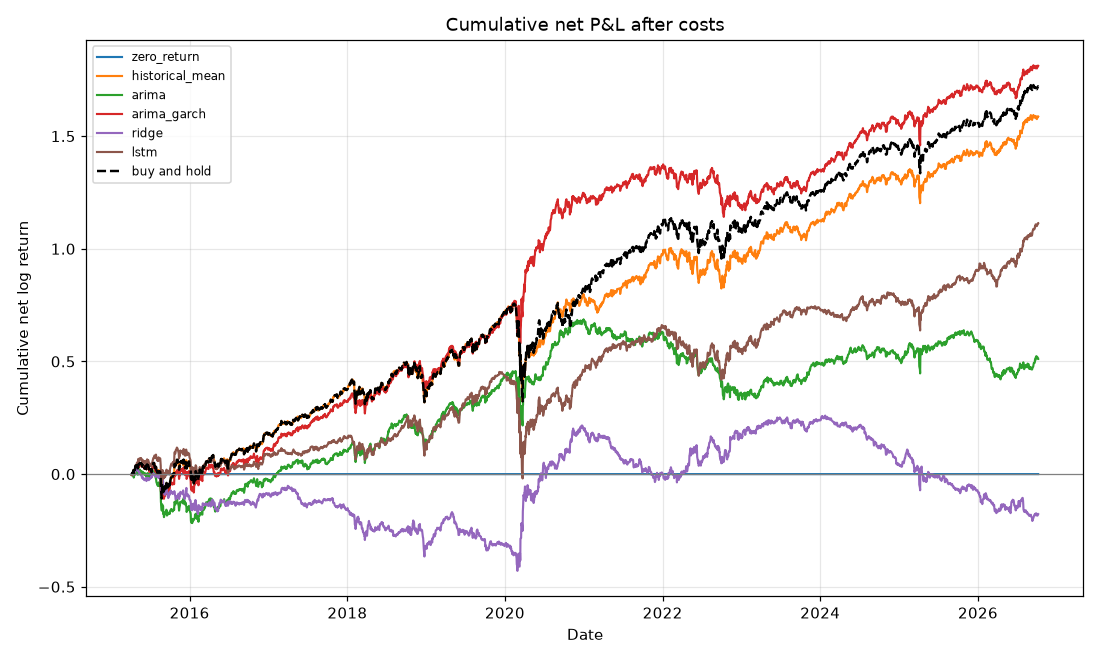 Cumulative net P&L after costs
zero_return
historical_mean
arima
arima_garch
ridge
lstm
buy and hold
Cumulative net log return
1.5
1.0
0.5
0.0
−0.5
2016 2018 2020 2022 2024 2026
Date